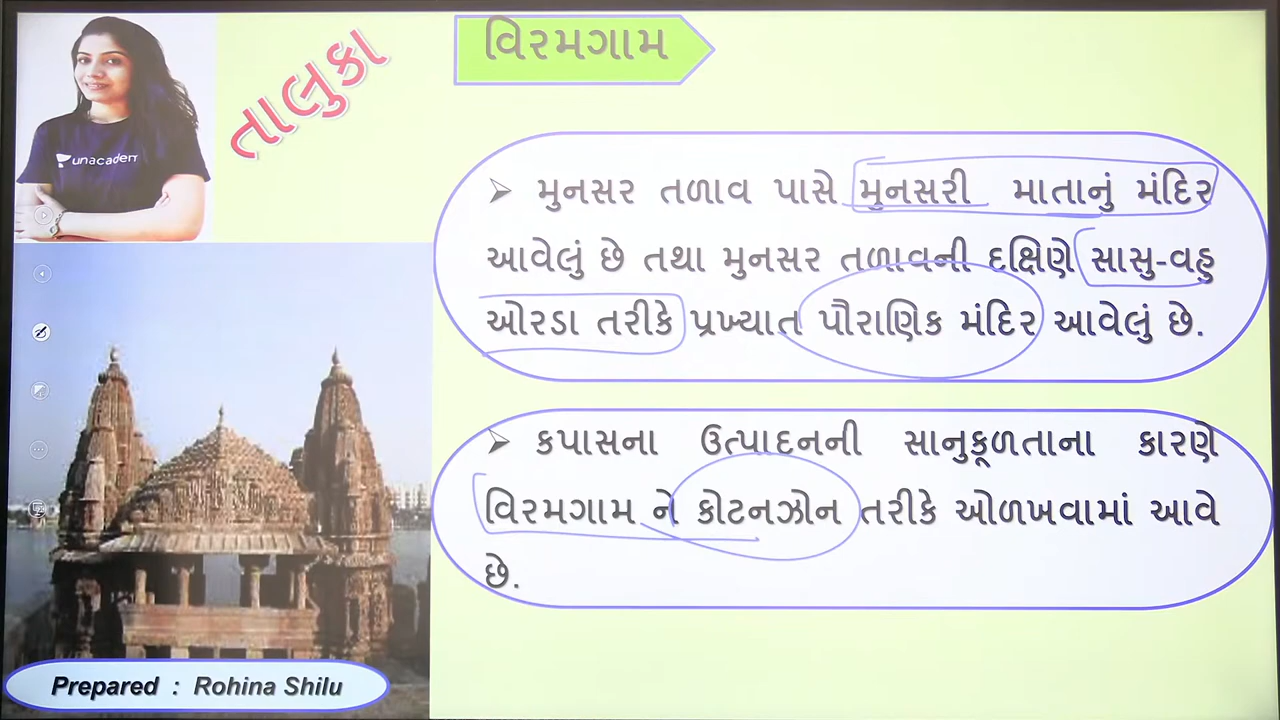 વિરમગામ
તાલુકા
unacadem
➢ મુનસર તળાવ પાસે મુનસરી માતાનું મંદિર
આવેલું છે તથા મુનસર તળાવની દક્ષિણે સાસુ-વહુ
ઓરડા તરીકે પ્રખ્યાત પૌરાણિક મંદિર આવેલું છે.
➢ કપાસના ઉત્પાદનની સાનુકૂળતાના કારણે
વિરમગામ ને કોટનઝોન તરીકે ઓળખવામાં આવે
છે.
Prepared : Rohina Shilu